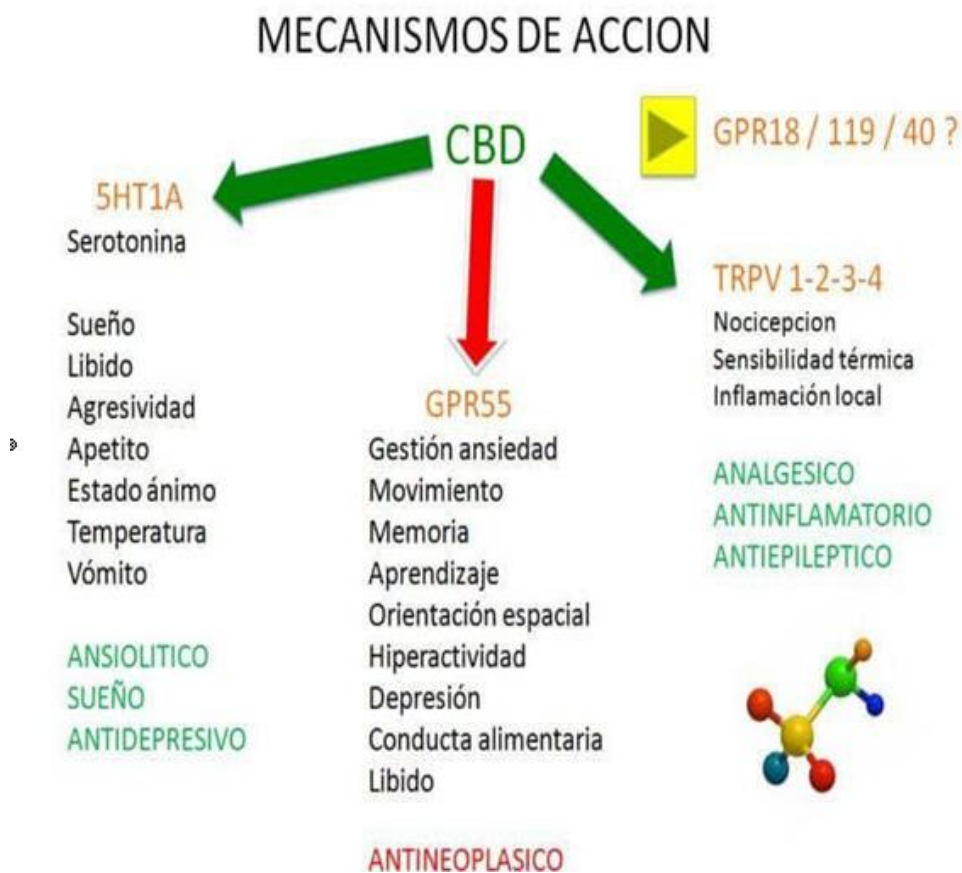 MECANISMOS DE ACCION
CBD
GPR18 / 119 / 40 ?
5HT1A
Serotonina
Sueño
Libido
Agresividad
Apetito
Estado ánimo
Temperatura
Vómito
ANSIOLITICO
SUEÑO
ANTIDEPRESIVO
GPR55
Gestión ansiedad
Movimiento
Memoria
Aprendizaje
Orientación espacial
Hiperactividad
Depresión
Conducta alimentaria
Libido
ANTINEOPLASICO
TRPV 1-2-3-4
Nocicepcion
Sensibilidad térmica
Inflamación local
ANALGESICO
ANTINFLAMATORIO
ANTIEPILEPTICO